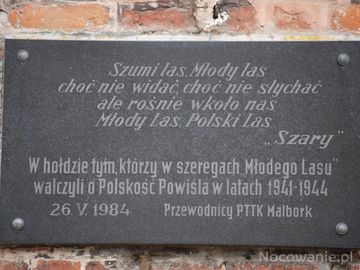 Szumi las, Młody las
choć nie widać, choć nie słychać
ale rośnie wkoło nas
Młody Las, Polski Las
„Szary”
W hołdzie tym, którzy w szeregach „Młodego Lasu”
walczyli o Polskość Powiśla w latach 1941-1944
26. V. 1984 Przewodnicy PTTK Malbork
Nocowanie.pl